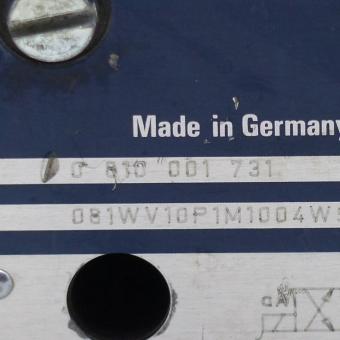 Made in Germany
0 810 001 731
081WV10P1M1004W
a